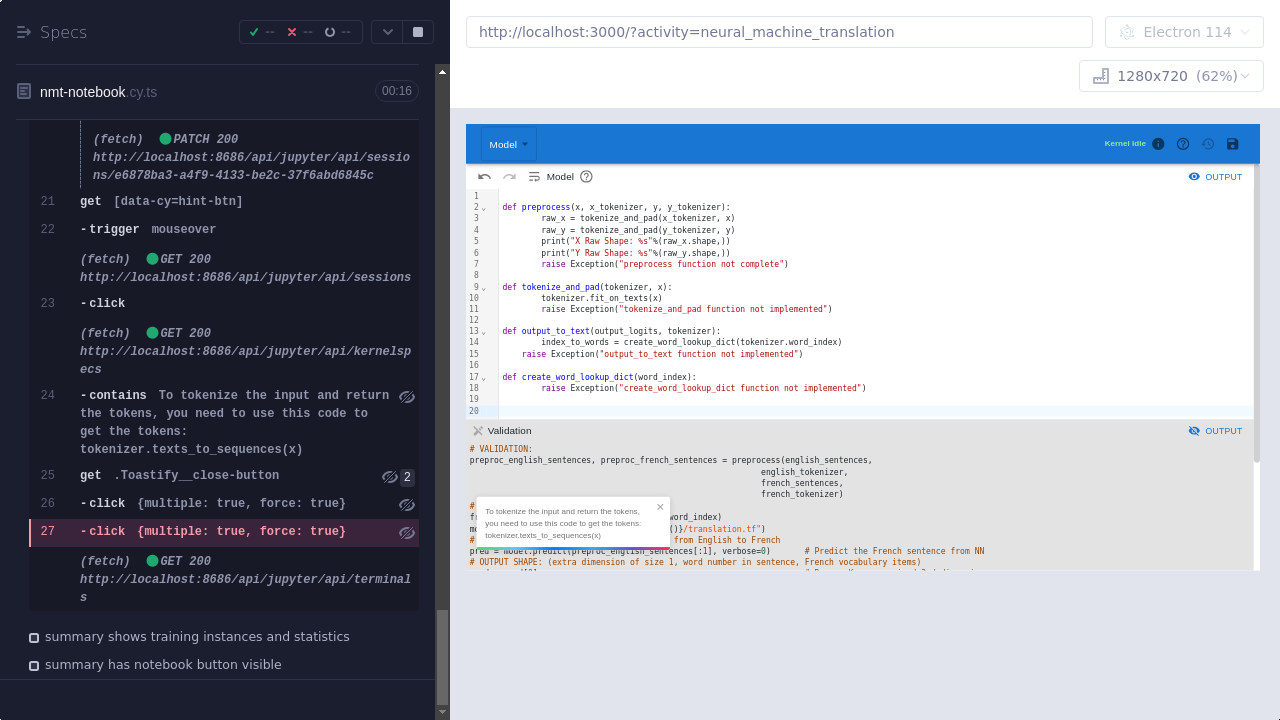 Specs
-- -- --
nmt-notebook.cy.ts 00:16
(fetch) PATCH 200
http://localhost:8686/api/jupyter/api/sessio
ns/e6878ba3-a4f9-4133-be2c-37f6abd6845c
21 get [data-cy=hint-btn]
22 -trigger mouseover
(fetch) GET 200
http://localhost:8686/api/jupyter/api/sessions
23 -click
(fetch) GET 200
http://localhost:8686/api/jupyter/api/kernelsp
ecs
24 -contains To tokenize the input and return
the tokens, you need to use this code to
get the tokens:
tokenizer.texts_to_sequences(x)
25 get .Toastify__close-button 2
26 -click {multiple: true, force: true}
27 -click {multiple: true, force: true}
(fetch) GET 200
http://localhost:8686/api/jupyter/api/terminal
s
summary shows training instances and statistics
summary has notebook button visible
http://localhost:3000/?activity=neural_machine_translation
Electron 114
1280x720 (62%)
Model
Kernel Idle
Model
OUTPUT
1
2 def preprocess(x, x_tokenizer, y, y_tokenizer):
3 raw_x = tokenize_and_pad(x_tokenizer, x)
4 raw_y = tokenize_and_pad(y_tokenizer, y)
5 print("X Raw Shape: %s"%(raw_x.shape,))
6 print("Y Raw Shape: %s"%(raw_y.shape,))
7 raise Exception("preprocess function not complete")
8
9 def tokenize_and_pad(tokenizer, x):
10 tokenizer.fit_on_texts(x)
11 raise Exception("tokenize_and_pad function not implemented")
12
13 def output_to_text(output_logits, tokenizer):
14 index_to_words = create_word_lookup_dict(tokenizer.word_index)
15 raise Exception("output_to_text function not implemented")
16
17 def create_word_lookup_dict(word_index):
18 raise Exception("create_word_lookup_dict function not implemented")
19
20
Validation
OUTPUT
# VALIDATION:
preproc_english_sentences, preproc_french_sentences = preprocess(english_sentences,
english_tokenizer,
french_sentences,
french_tokenizer)
#
word_index)
()}/translation.tf")
# from English to French
pred = model.predict(preproc_english_sentences[:1], verbose=0) # Predict the French sentence from NN
# OUTPUT SHAPE: (extra dimension of size 1, word number in sentence, French vocabulary items)
To tokenize the input and return the tokens,
you need to use this code to get the tokens:
tokenizer.texts_to_sequences(x)